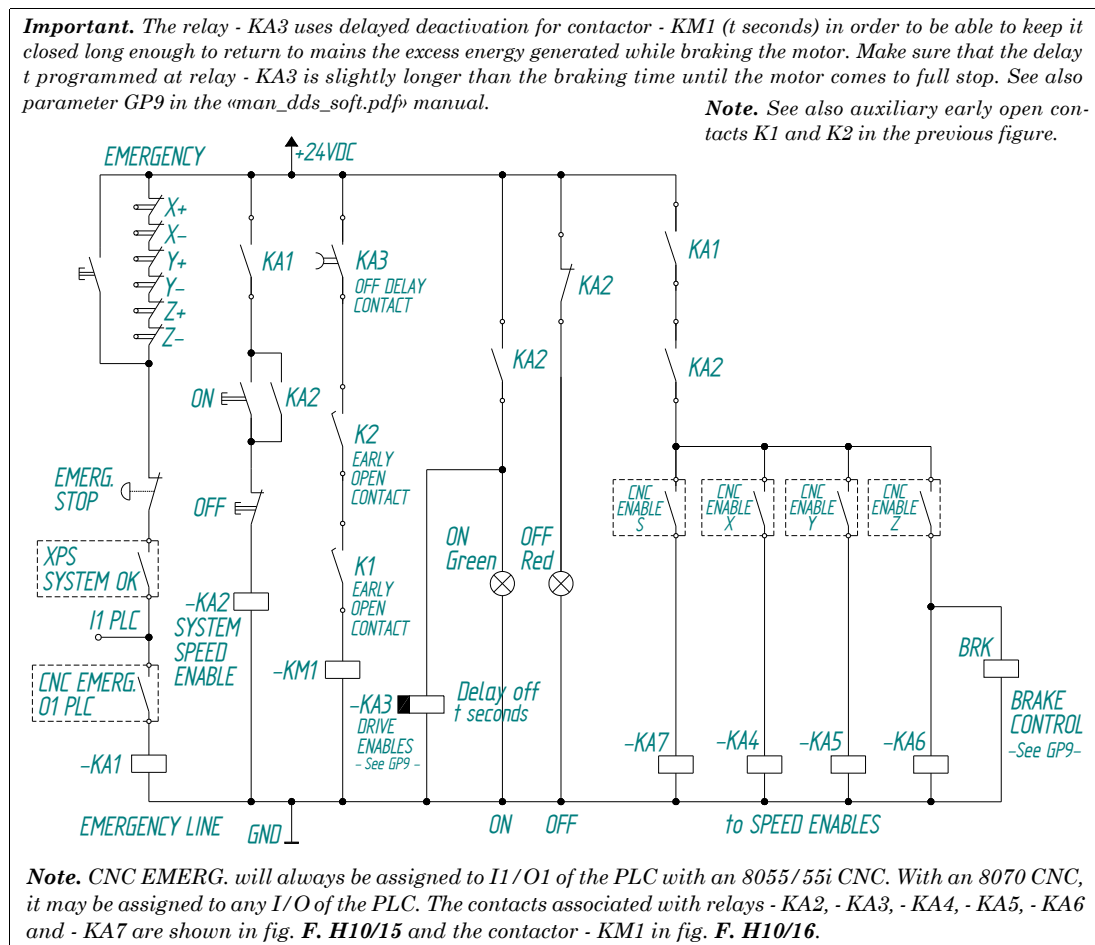 Important. The relay - KA3 uses delayed deactivation for contactor - KM1 (t seconds) in order to be able to keep it
closed long enough to return to mains the excess energy generated while braking the motor. Make sure that the delay
t programmed at relay - KA3 is slightly longer than the braking time until the motor comes to full stop. See also
parameter GP9 in the «man_dds_soft.pdf» manual.
Note. See also auxiliary early open con-
tacts K1 and K2 in the previous figure.
EMERGENCY
+24VDC
X+
X-
Y+
Y-
Z+
Z-
KA1
KA3
OFF DELAY
CONTACT
KA2
KA1
KA2
KA2
ON
KA2
K2
EARLY
OPEN
CONTACT
EMERG.
STOP
OFF
CNC
ENABLE
S
CNC
ENABLE
X
CNC
ENABLE
Y
CNC
ENABLE
Z
XPS
SYSTEM OK
ON
Green
OFF
Red
K1
EARLY
OPEN
CONTACT
I1 PLC
-KA2
SYSTEM
SPEED
ENABLE
-KM1
BRK
CNC EMERG.
O1 PLC
-KA3
DRIVE
ENABLES
- See GP9 -
Delay off
t seconds
BRAKE
CONTROL
-See GP9-
-KA1
-KA7
-KA4
-KA5
-KA6
EMERGENCY LINE
GND
ON
OFF
to SPEED ENABLES
Note. CNC EMERG. will always be assigned to I1/O1 of the PLC with an 8055/55i CNC. With an 8070 CNC,
it may be assigned to any I/O of the PLC. The contacts associated with relays - KA2, - KA3, - KA4, - KA5, - KA6
and - KA7 are shown in fig. F. H10/15 and the contactor - KM1 in fig. F. H10/16.